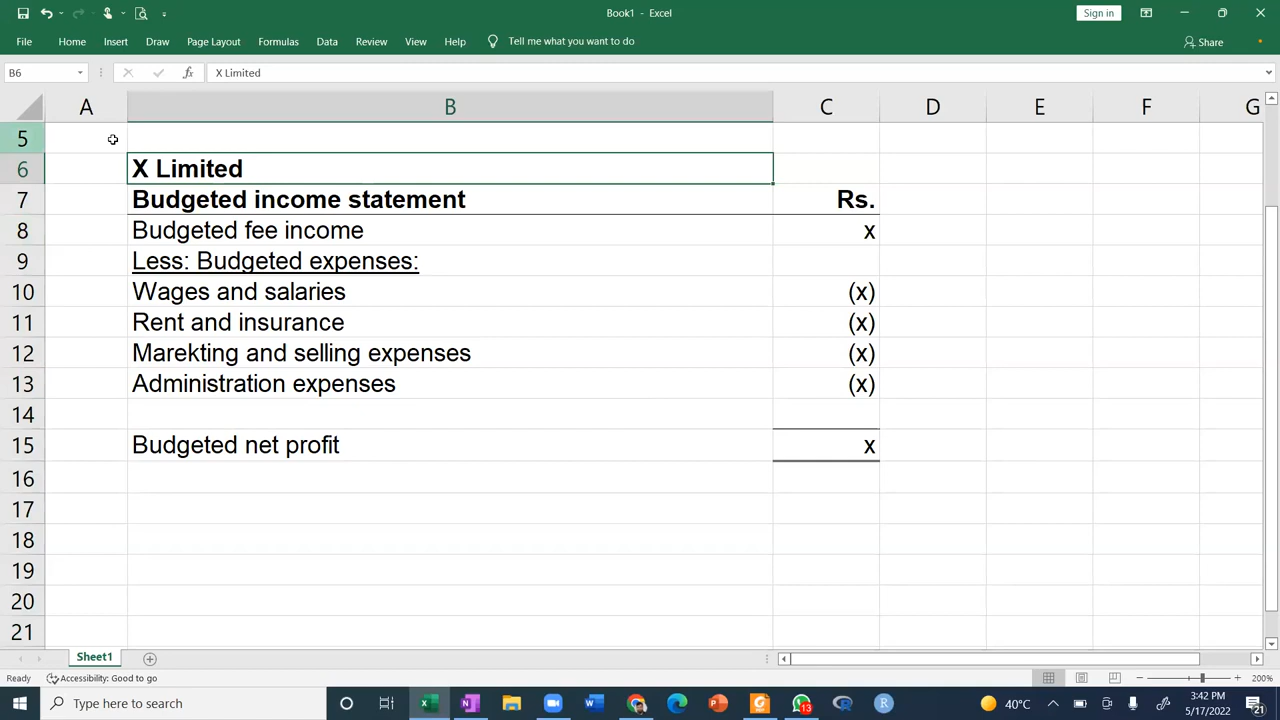 Book1 - Excel
Sign in
File Home Insert Draw Page Layout Formulas Data Review View Help Tell me what you want to do Share
B6 fx X Limited
A B C D E F G
5
6 X Limited
7 Budgeted income statement Rs.
8 Budgeted fee income x
9 Less: Budgeted expenses:
10 Wages and salaries (x)
11 Rent and insurance (x)
12 Marekting and selling expenses (x)
13 Administration expenses (x)
14
15 Budgeted net profit x
16
17
18
19
20
21
Sheet1
Ready Accessibility: Good to go 200%
Type here to search 13 R 40°C 3:42 PM
5/17/2022 21